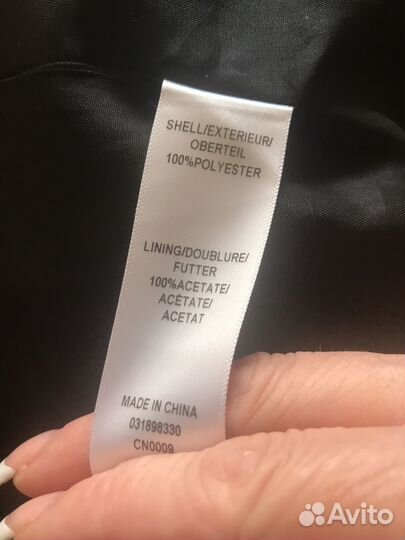 SHELL/EXTERIEUR/
OBERTEIL
100%POLYESTER
LINING/DOUBLURE/
FUTTER
100%ACETATE/
ACÉTATE/
ACETAT
MADE IN CHINA
031898330
CN0009
Avito